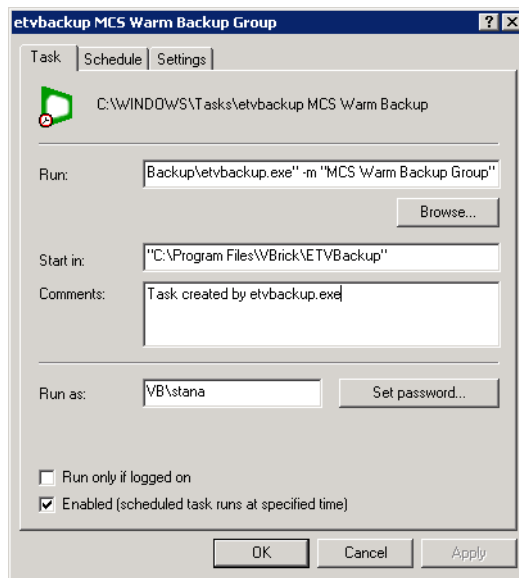 etvbackup MCS Warm Backup Group
Task
Schedule
Settings
C:\WINDOWS\Tasks\etvbackup MCS Warm Backup
Run:
Backup\etvbackup.exe" -m "MCS Warm Backup Group"
Browse...
Start in:
"C:\Program Files\VBrick\ETVBackup"
Comments:
Task created by etvbackup.exe
Run as:
VB\stana
Set password...
Run only if logged on
Enabled (scheduled task runs at specified time)
OK
Cancel
Apply